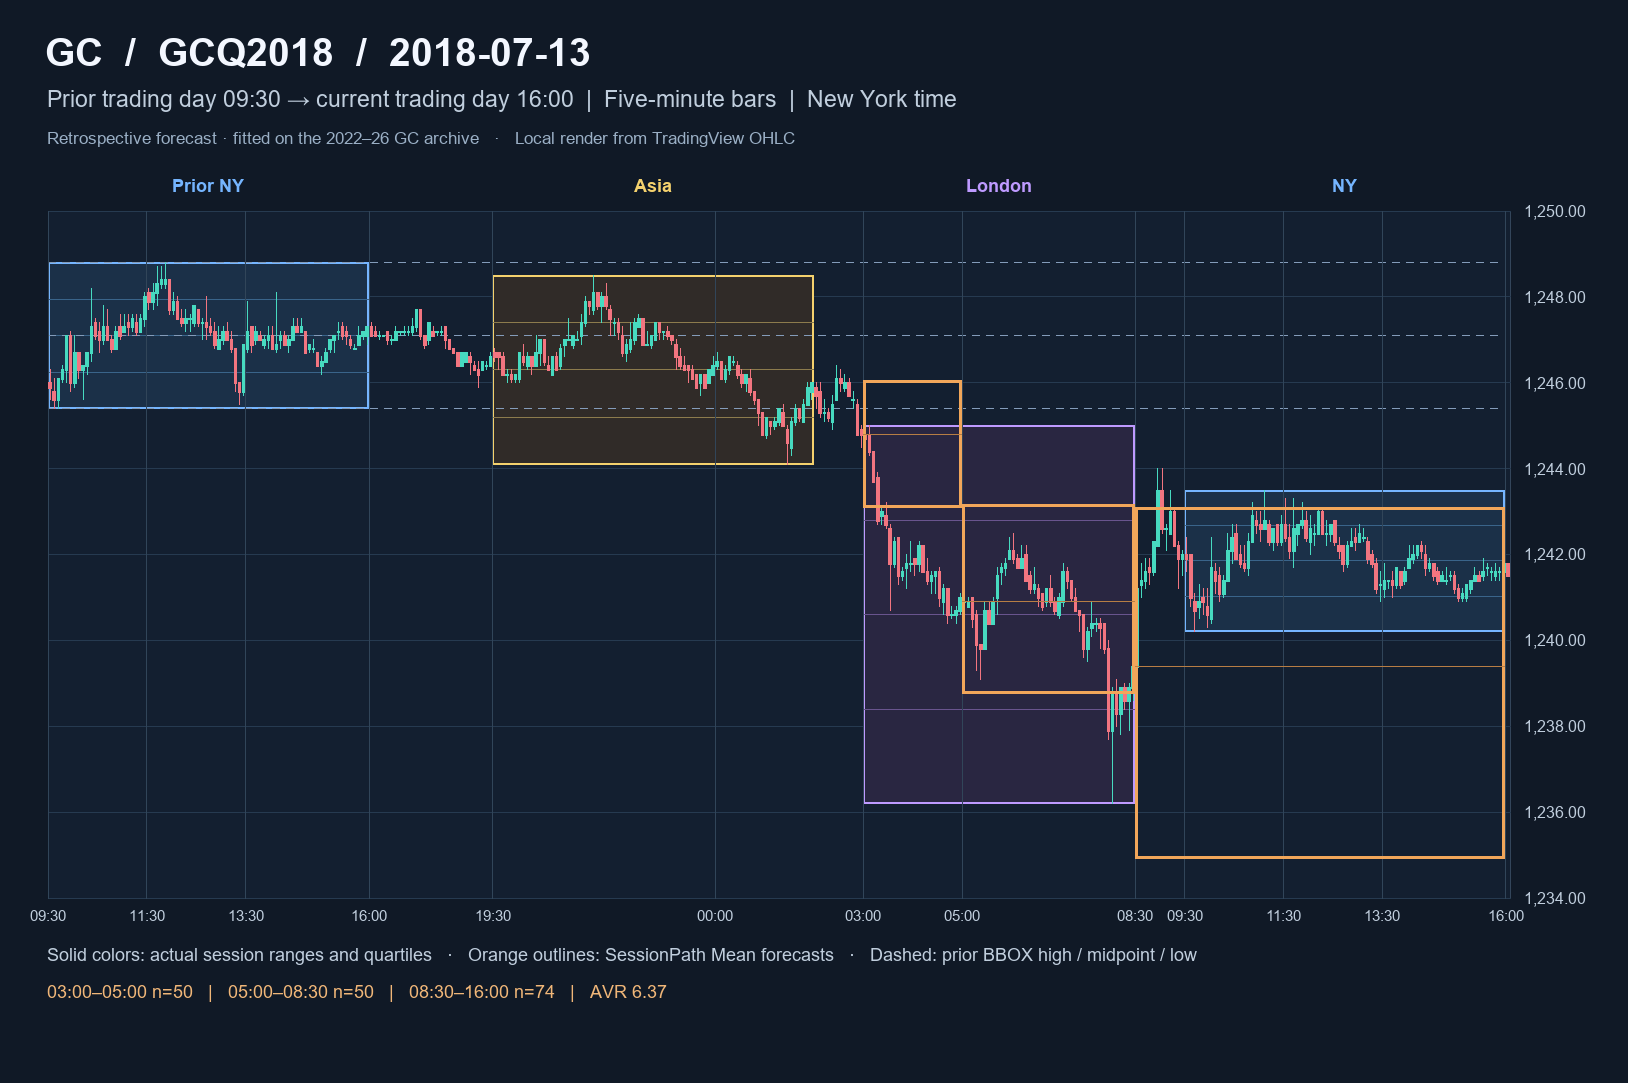 GC / GCQ2018 / 2018-07-13
Prior trading day 09:30 → current trading day 16:00 | Five-minute bars | New York time
Retrospective forecast · fitted on the 2022–26 GC archive · Local render from TradingView OHLC
Prior NY Asia London NY
1,250.00
1,248.00
1,246.00
1,244.00
1,242.00
1,240.00
1,238.00
1,236.00
1,234.00
09:30 11:30 13:30 16:00 19:30 00:00 03:00 05:00 08:30 09:30 11:30 13:30 16:00
Solid colors: actual session ranges and quartiles · Orange outlines: SessionPath Mean forecasts · Dashed: prior BBOX high / midpoint / low
03:00–05:00 n=50 | 05:00–08:30 n=50 | 08:30–16:00 n=74 | AVR 6.37